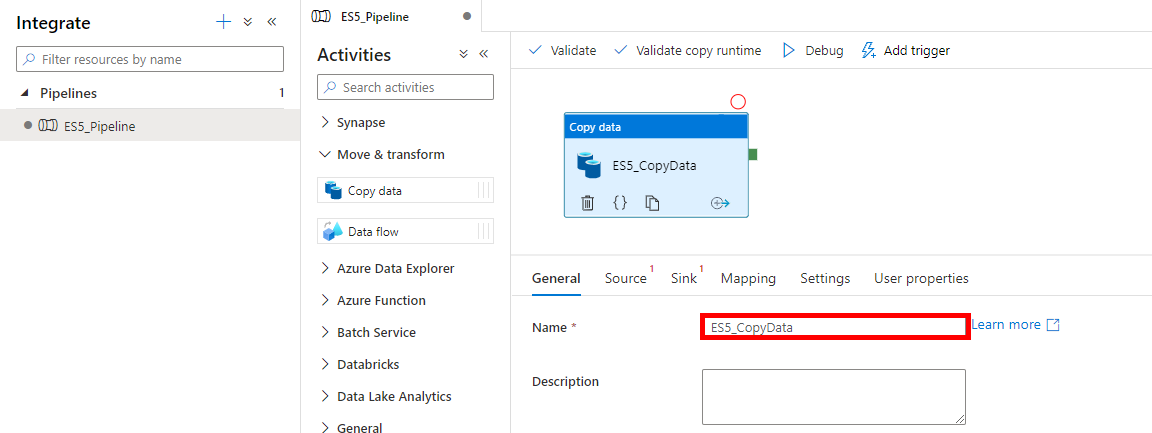 Integrate
Filter resources by name
Pipelines 1
ES5_Pipeline
ES5_Pipeline
Activities
Search activities
Synapse
Move & transform
Copy data
Data flow
Azure Data Explorer
Azure Function
Batch Service
Databricks
Data Lake Analytics
General
Validate Validate copy runtime Debug Add trigger
Copy data
ES5_CopyData
{}
General Source 1 Sink 1 Mapping Settings User properties
Name * ES5_CopyData Learn more
Description